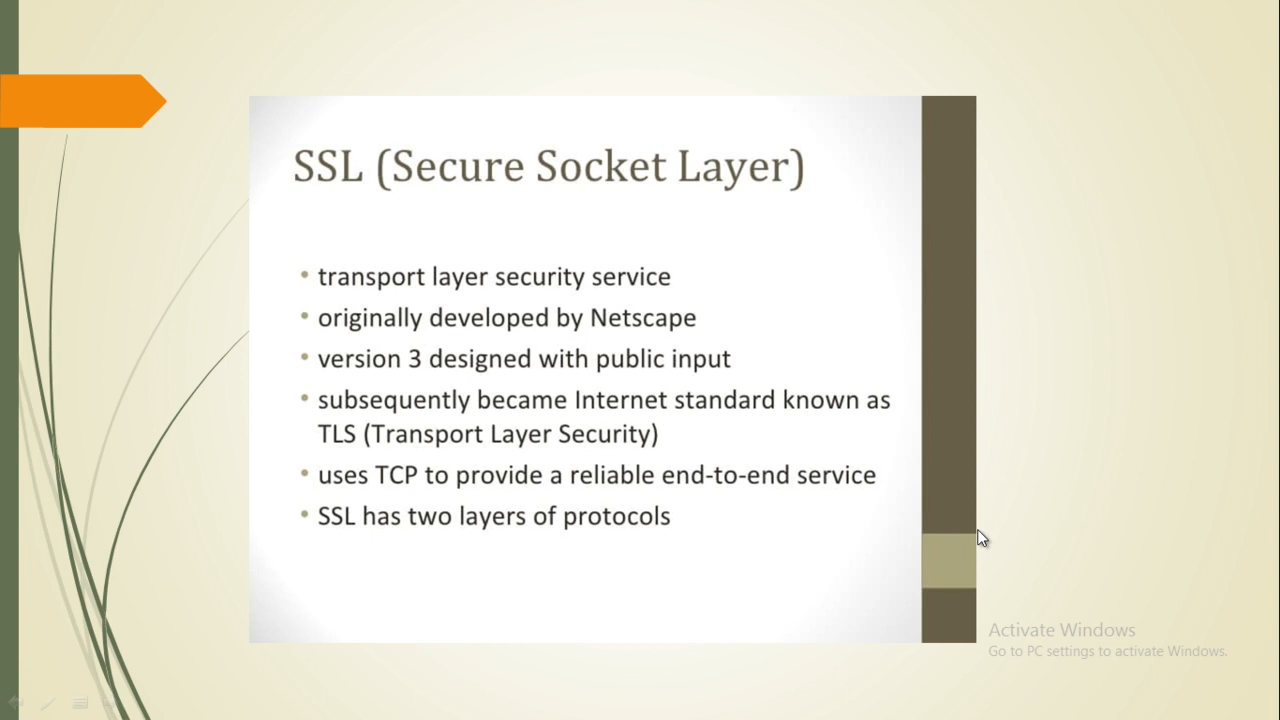 SSL (Secure Socket Layer)
• transport layer security service
• originally developed by Netscape
• version 3 designed with public input
• subsequently became Internet standard known as
TLS (Transport Layer Security)
• uses TCP to provide a reliable end-to-end service
• SSL has two layers of protocols
Activate Windows
Go to PC settings to activate Windows.